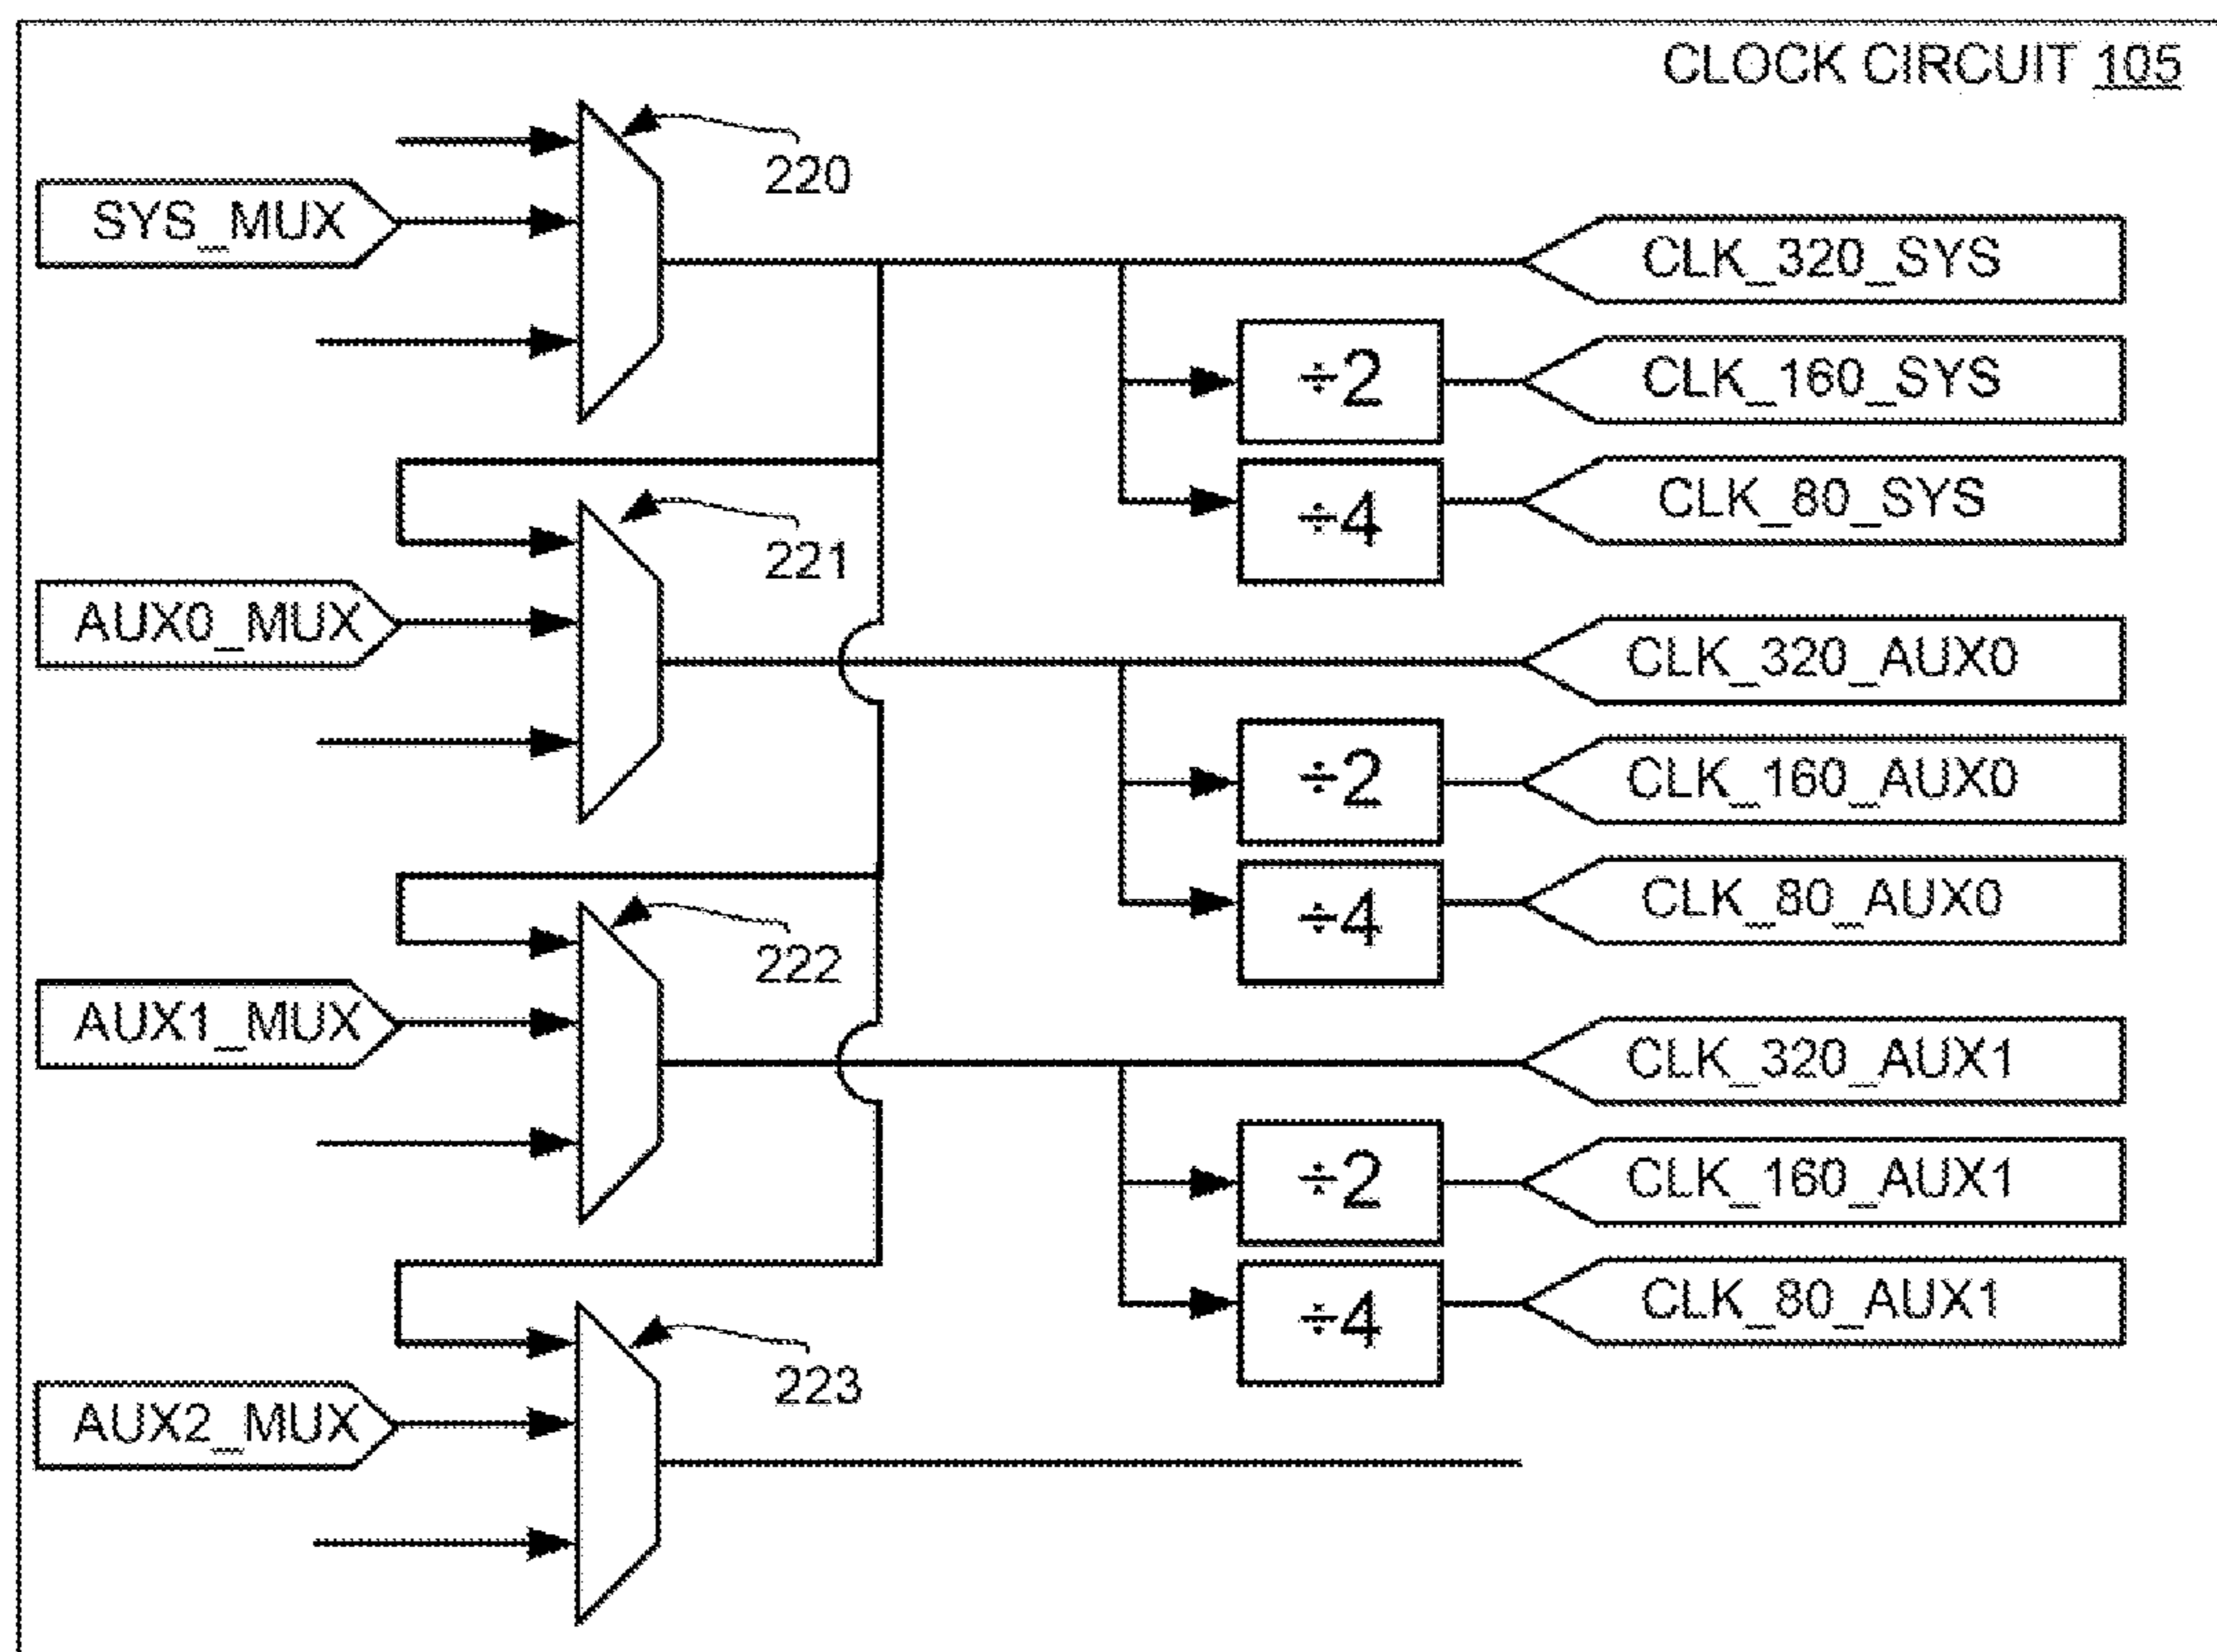 CLOCK CIRCUIT 105
220
SYS_MUX
CLK_320_SYS
÷2
CLK_160_SYS
÷4
CLK_80_SYS
221
AUX0_MUX
CLK_320_AUX0
÷2
CLK_160_AUX0
÷4
CLK_80_AUX0
222
AUX1_MUX
CLK_320_AUX1
÷2
CLK_160_AUX1
÷4
CLK_80_AUX1
223
AUX2_MUX